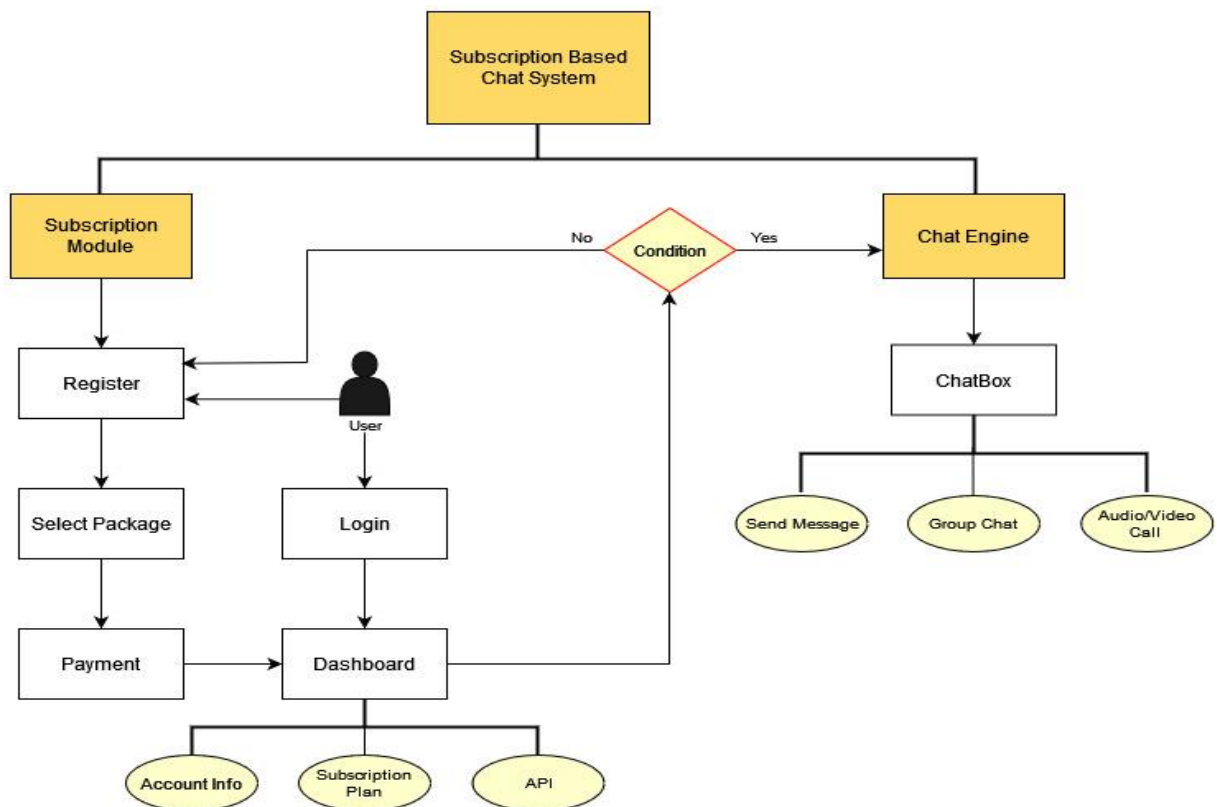 Subscription Based
Chat System
Subscription
Module
No
Condition
Yes
Chat Engine
Register
User
ChatBox
Select Package
Login
Send Message
Group Chat
Audio/Video
Call
Payment
Dashboard
Account Info
Subscription
Plan
API